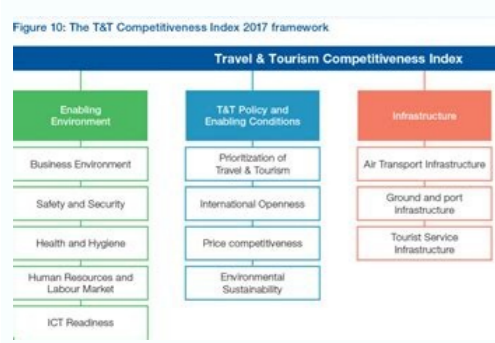 Figure 10: The T&T Competitiveness Index 2017 framework
Travel & Tourism Competitiveness Index
Enabling
Environment
Business Environment
Safety and Security
Health and Hygiene
Human Resources and
Labour Market
ICT Readiness
T&T Policy and
Enabling Conditions
Prioritization of
Travel & Tourism
International Openness
Price competitiveness
Environmental
Sustainability
Infrastructure
Air Transport Infrastructure
Ground and port
Infrastructure
Tourist Service
Infrastructure